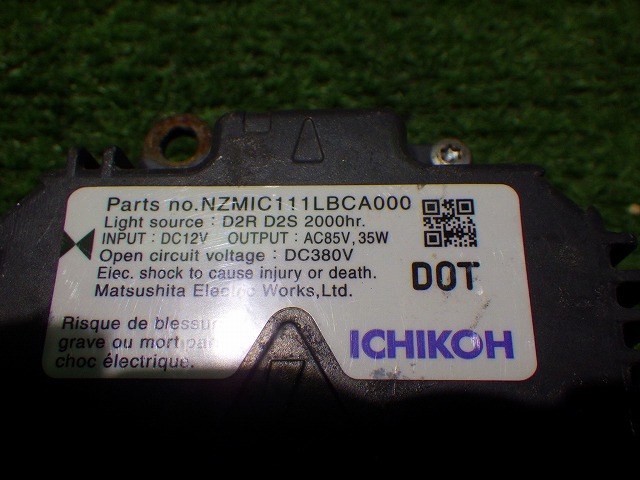 Parts no.NZMIC111LBCA000
Light source : D2R D2S 2000hr.
INPUT : DC12V OUTPUT : AC85V, 35W
Open circuit voltage : DC380V
Elec. shock to cause injury or death.
Matsushita Electric Works,Ltd.
DOT
Risque de blessur
grave ou mort par
choc électrique.
ICHIKOH